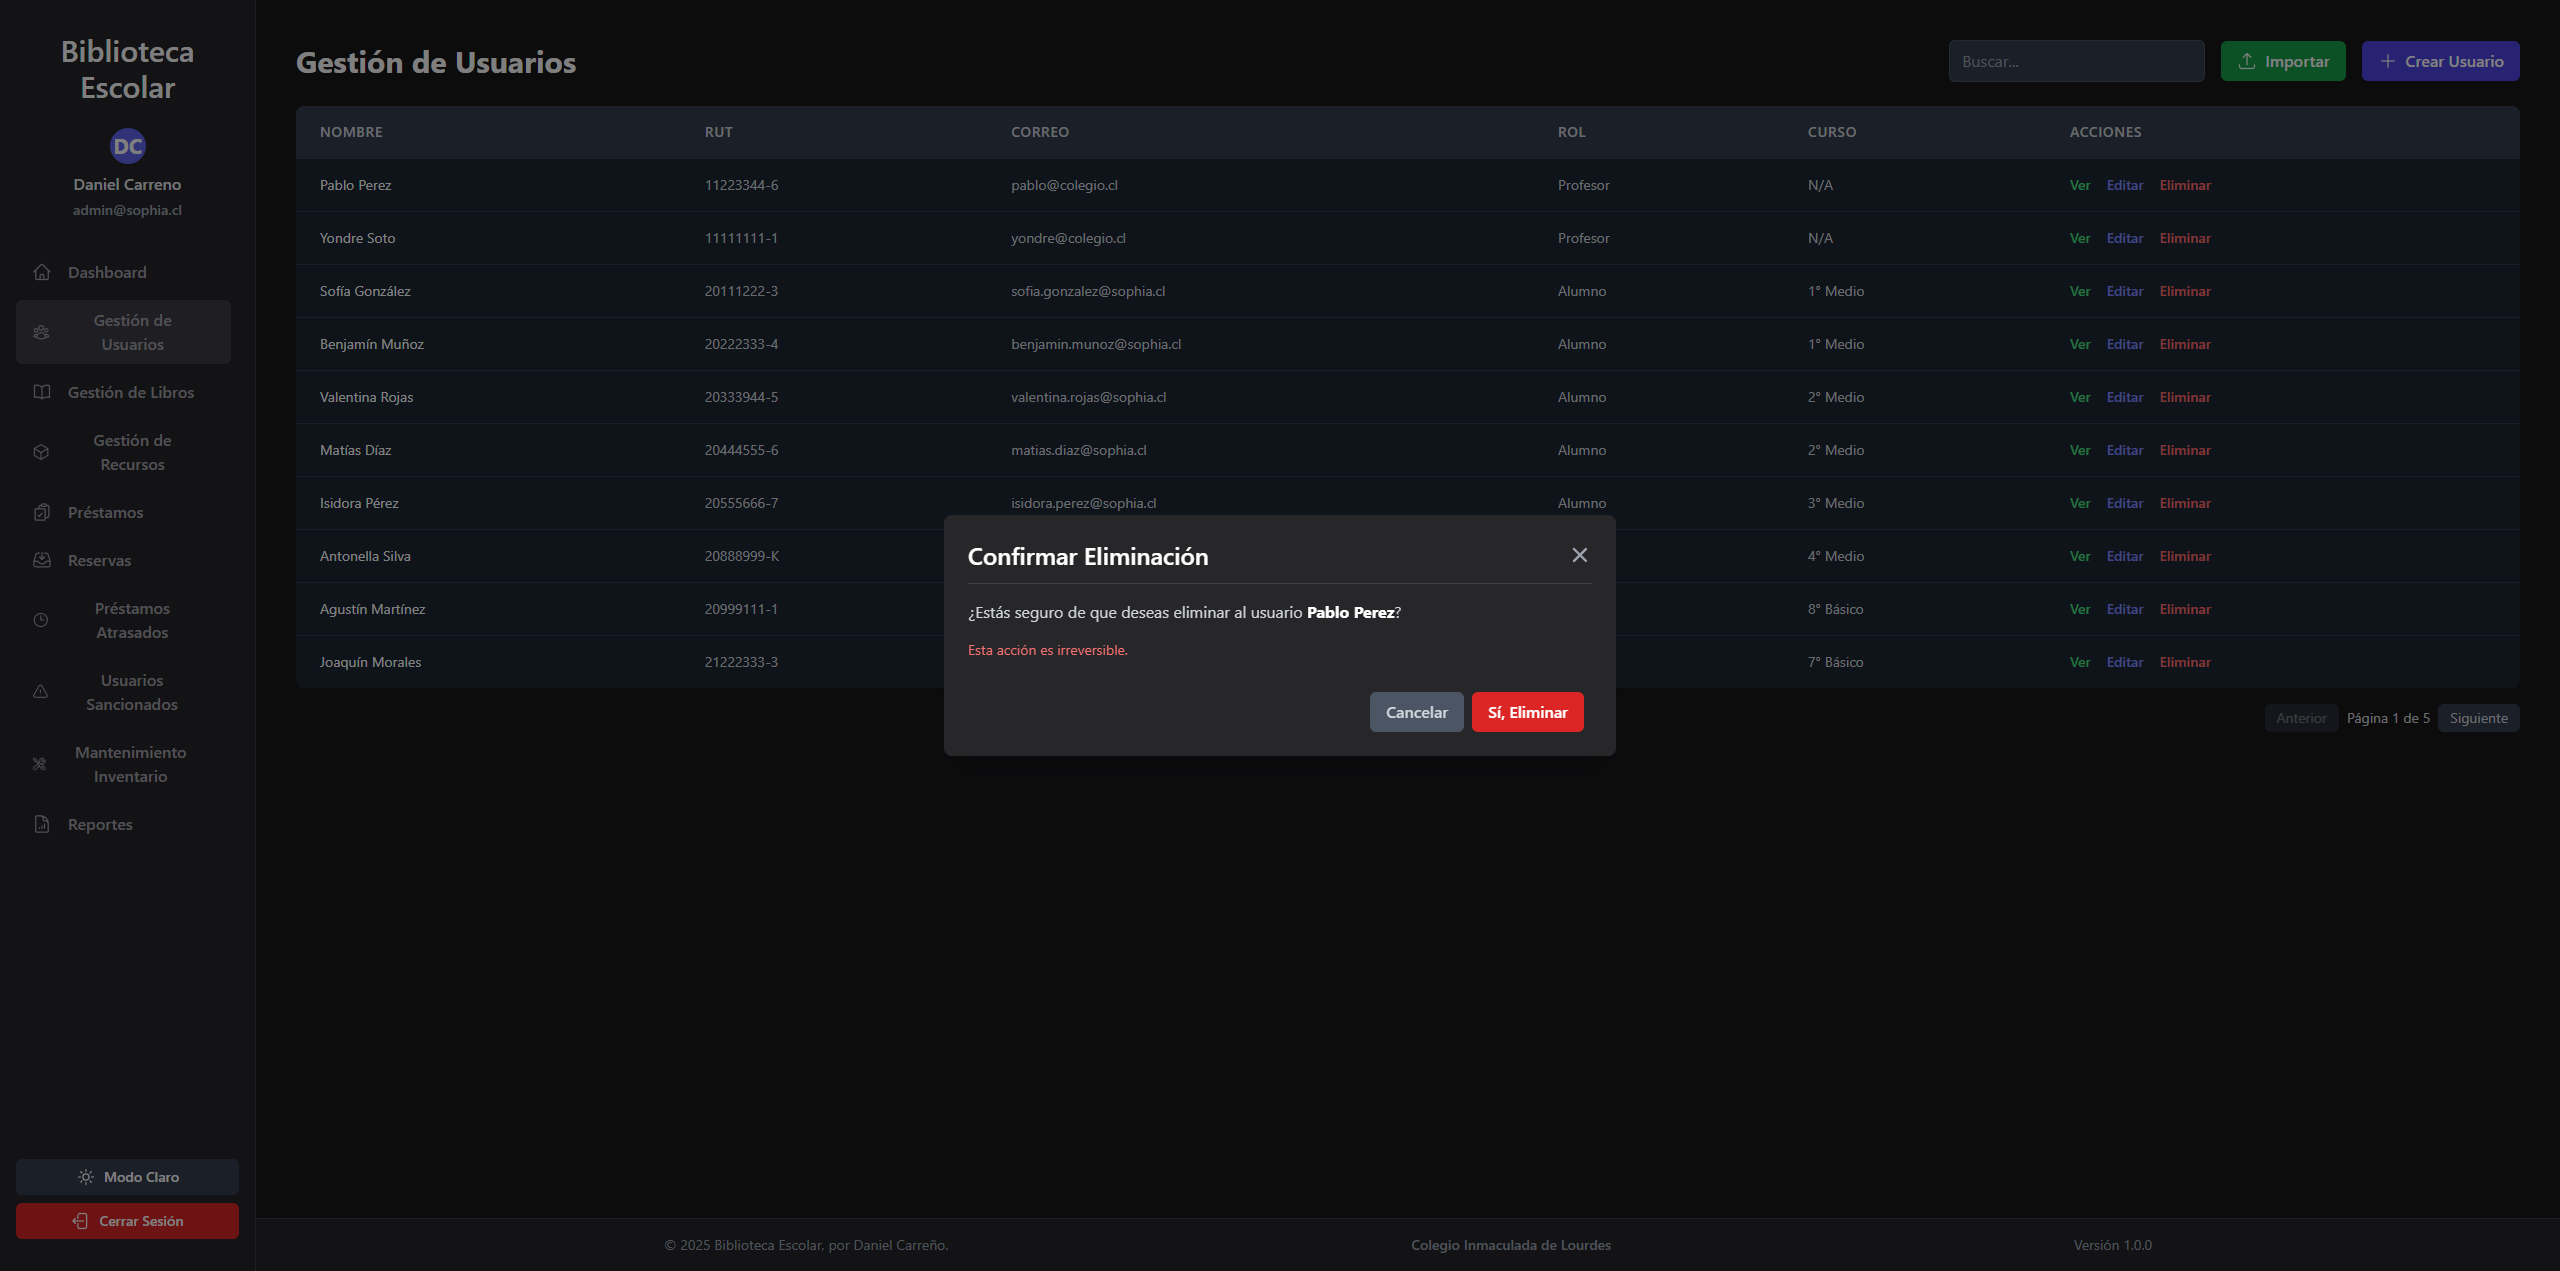 Biblioteca
Escolar
DC
Daniel Carreno
admin@sophia.cl
Dashboard
Gestión de
Usuarios
Gestión de Libros
Gestión de
Recursos
Préstamos
Reservas
Préstamos
Atrasados
Usuarios
Sancionados
Mantenimiento
Inventario
Reportes
Modo Claro
Cerrar Sesión
Gestión de Usuarios
Buscar...
Importar
Crear Usuario
NOMBRE RUT CORREO ROL CURSO ACCIONES
Pablo Perez 11223344-6 pablo@colegio.cl Profesor N/A Ver Editar Eliminar
Yondre Soto 11111111-1 yondre@colegio.cl Profesor N/A Ver Editar Eliminar
Sofía González 20111222-3 sofia.gonzalez@sophia.cl Alumno 1° Medio Ver Editar Eliminar
Benjamín Muñoz 20222333-4 benjamin.munoz@sophia.cl Alumno 1° Medio Ver Editar Eliminar
Valentina Rojas 20333944-5 valentina.rojas@sophia.cl Alumno 2° Medio Ver Editar Eliminar
Matías Díaz 20444555-6 matias.diaz@sophia.cl Alumno 2° Medio Ver Editar Eliminar
Isidora Pérez 20555666-7 isidora.perez@sophia.cl Alumno 3° Medio Ver Editar Eliminar
Antonella Silva 20888999-K 4° Medio Ver Editar Eliminar
Agustín Martínez 20999111-1 8° Básico Ver Editar Eliminar
Joaquín Morales 21222333-3 7° Básico Ver Editar Eliminar
Confirmar Eliminación
¿Estás seguro de que deseas eliminar al usuario Pablo Perez?
Esta acción es irreversible.
Cancelar Sí, Eliminar
Anterior Página 1 de 5 Siguiente
© 2025 Biblioteca Escolar, por Daniel Carreño. Colegio Inmaculada de Lourdes Versión 1.0.0